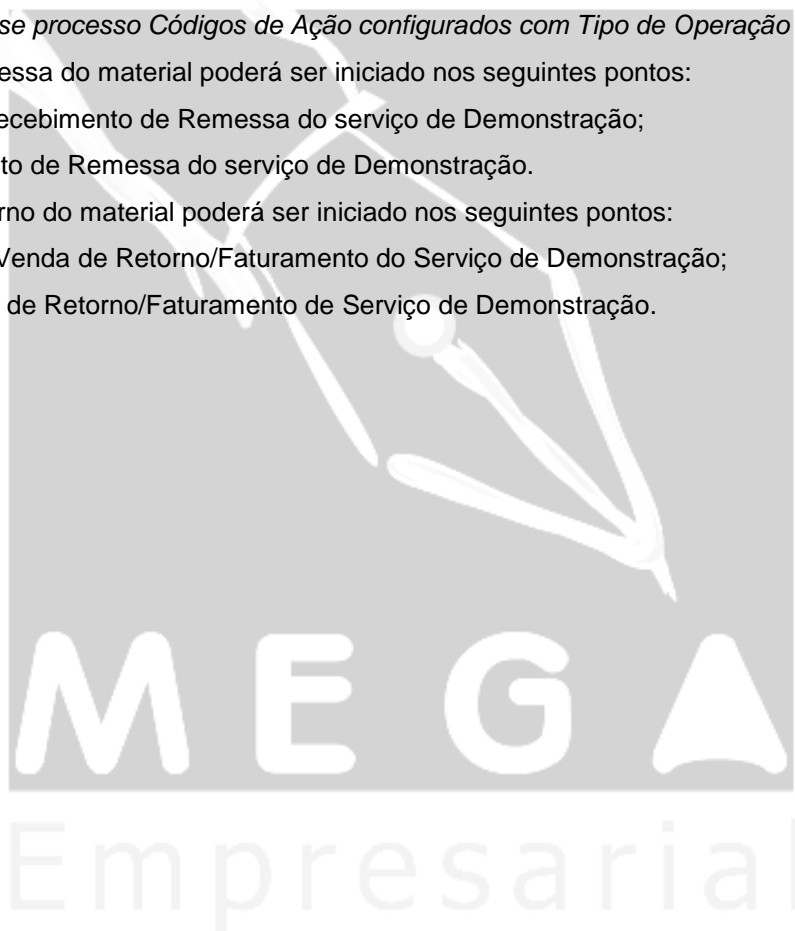 se processo Códigos de Ação configurados com Tipo de Operação
essa do material poderá ser iniciado nos seguintes pontos:
ecebimento de Remessa do serviço de Demonstração;
to de Remessa do serviço de Demonstração.
rno do material poderá ser iniciado nos seguintes pontos:
Venda de Retorno/Faturamento do Serviço de Demonstração;
de Retorno/Faturamento de Serviço de Demonstração.
MEGA
Empresarial